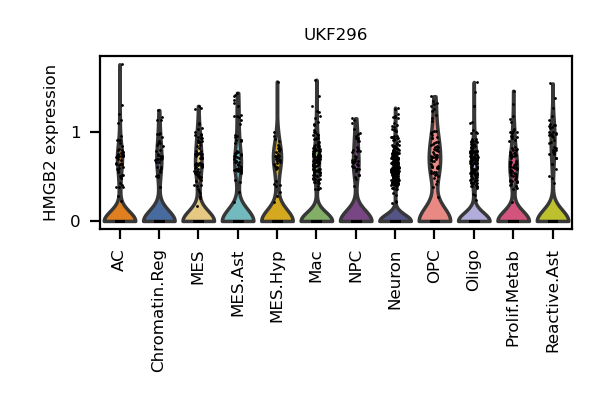 UKF296
HMGB2 expression
1
0
AC
Chromatin.Reg
MES
MES.Ast
MES.Hyp
Mac
NPC
Neuron
OPC
Oligo
Prolif.Metab
Reactive.Ast